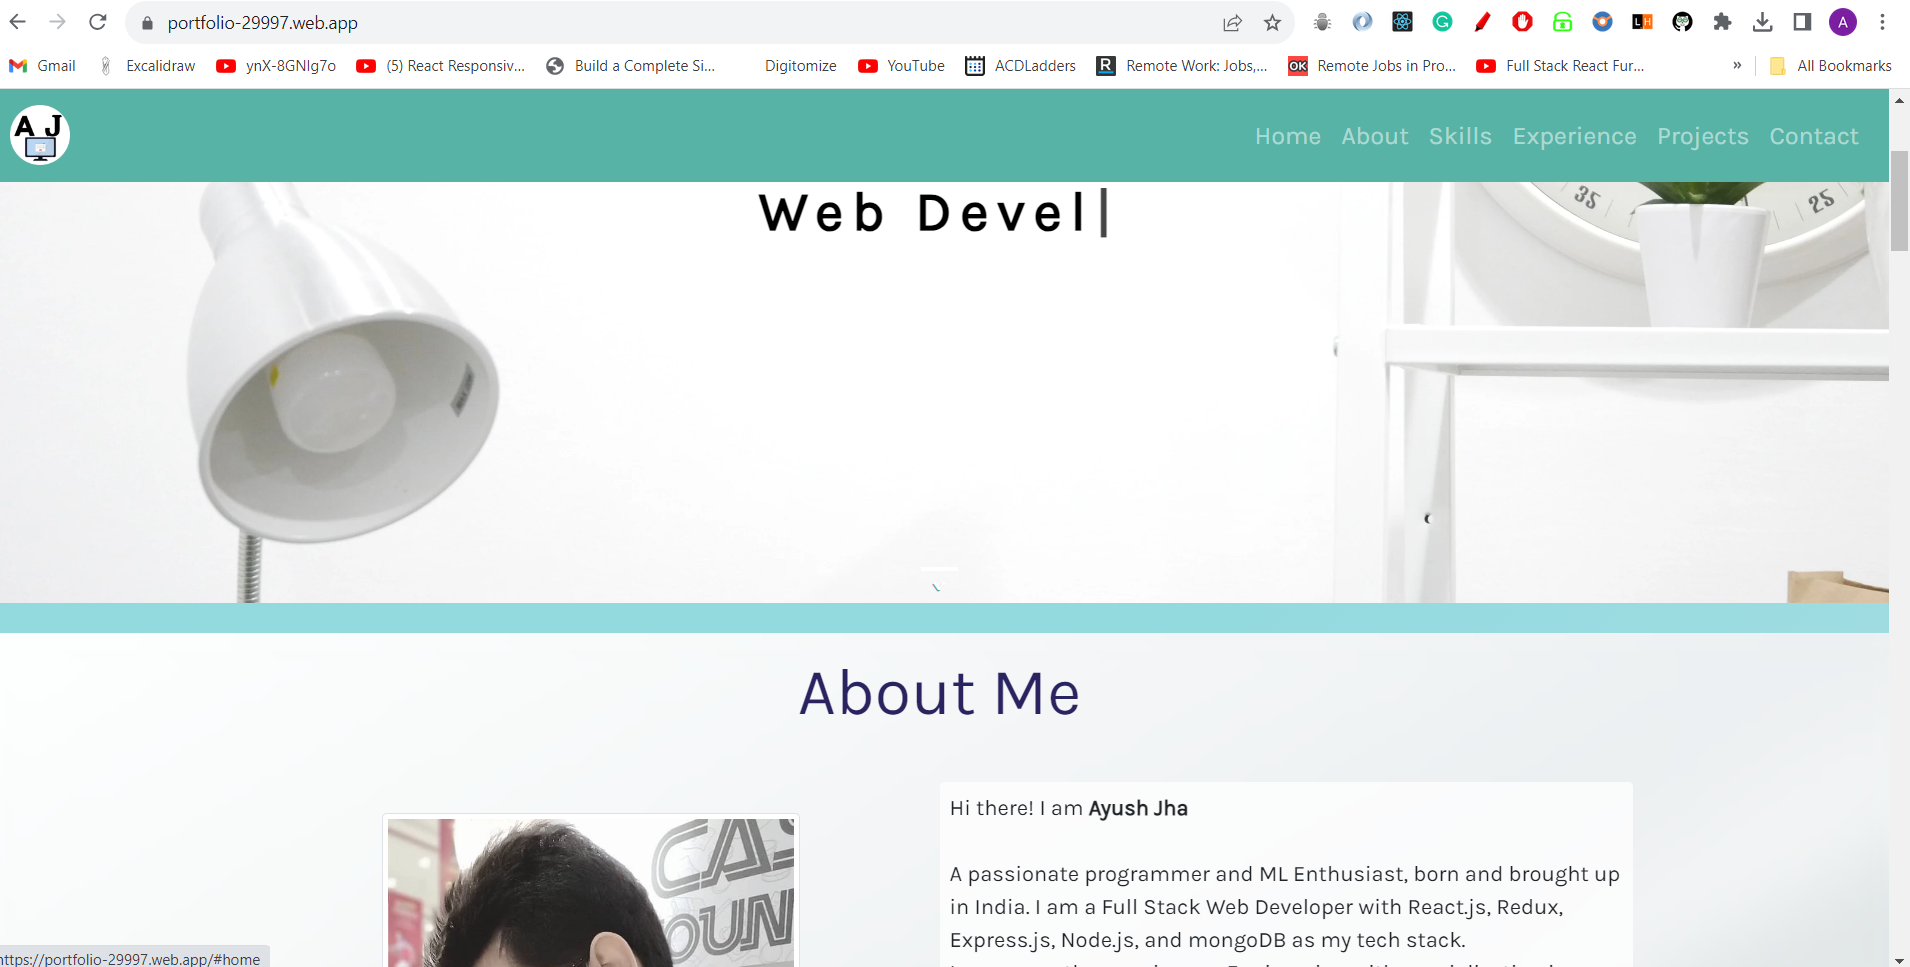 portfolio-29997.web.app
A
Gmail Excalidraw ynX-8GNIg7o (5) React Responsiv... Build a Complete Si... Digitomize YouTube ACDLadders Remote Work: Jobs,... Remote Jobs in Pro... Full Stack React Fur... » All Bookmarks
A J
Home About Skills Experience Projects Contact
Web Devel|
35 25
About Me
Hi there! I am Ayush Jha
A passionate programmer and ML Enthusiast, born and brought up
in India. I am a Full Stack Web Developer with React.js, Redux,
Express.js, Node.js, and mongoDB as my tech stack.
https://portfolio-29997.web.app/#home